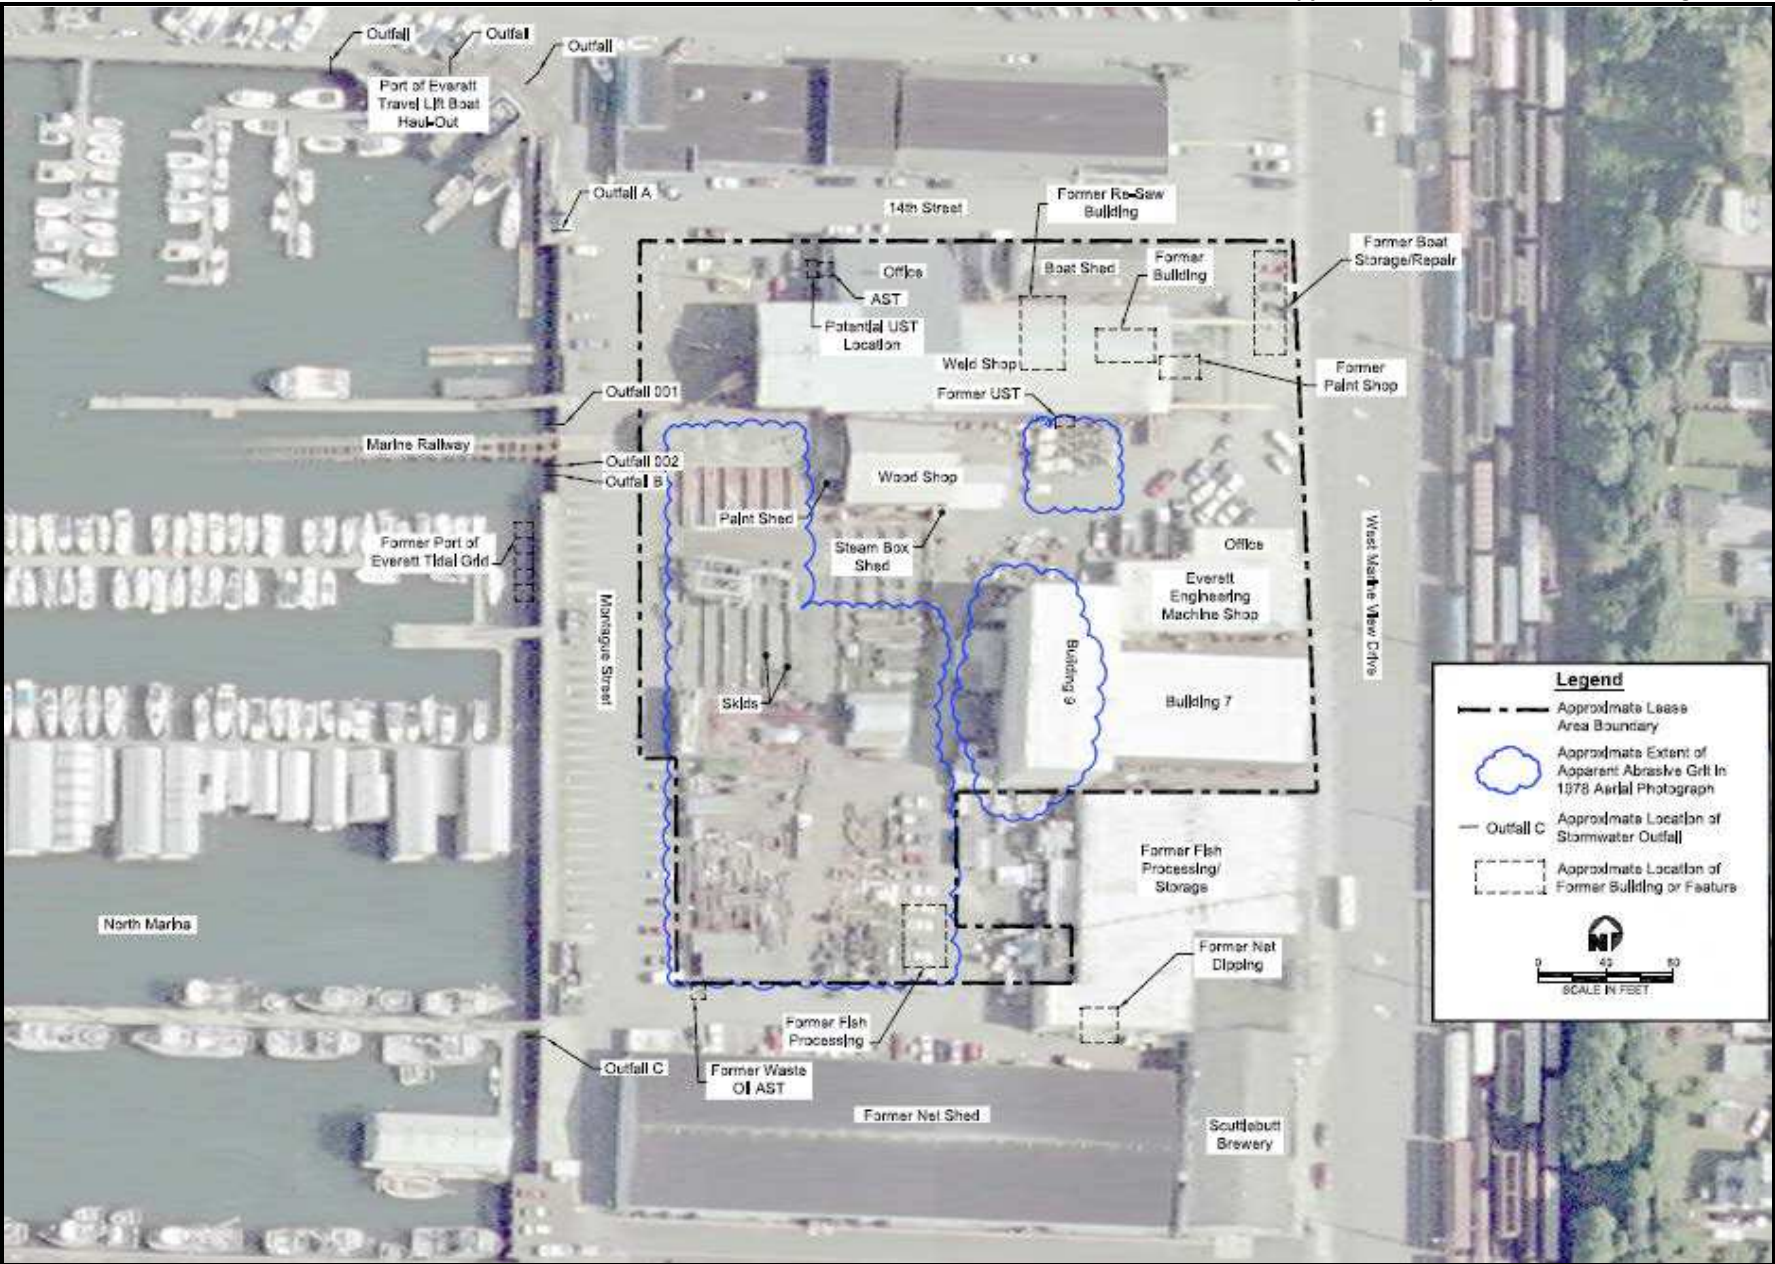 Outfall
Outfall
Outfall
Port of Everett
Travel Lift Boat
Haul-Out
Outfall A
14th Street
Former Re-Saw
Building
Former Boat
Storage/Repair
Office
Boat Shed
Former
Building
AST
Potential UST
Location
Weld Shop
Former
Paint Shop
Outfall 001
Former UST
Marine Railway
Outfall 002
Outfall B
Wood Shop
Paint Shed
Steam Box
Shed
Former Port of
Everett Tidal Grid
Office
Everett
Engineering
Machine Shop
West Marine View Drive
Montague Street
Building 9
Building 7
Skids
Former Fish
Processing/
Storage
North Marina
Former Net
Dipping
Former Fish
Processing
Outfall C
Former Waste
Oil AST
Former Net Shed
Scuttlebutt
Brewery
Legend
Approximate Lease
Area Boundary
Approximate Extent of
Apparent Abrasive Grit in
1978 Aerial Photograph
Outfall C
Approximate Location of
Stormwater Outfall
Approximate Location of
Former Building or Feature
N
0 40 80
SCALE IN FEET